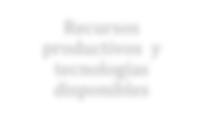 Recursos
productivos y
tecnologías
disponibles